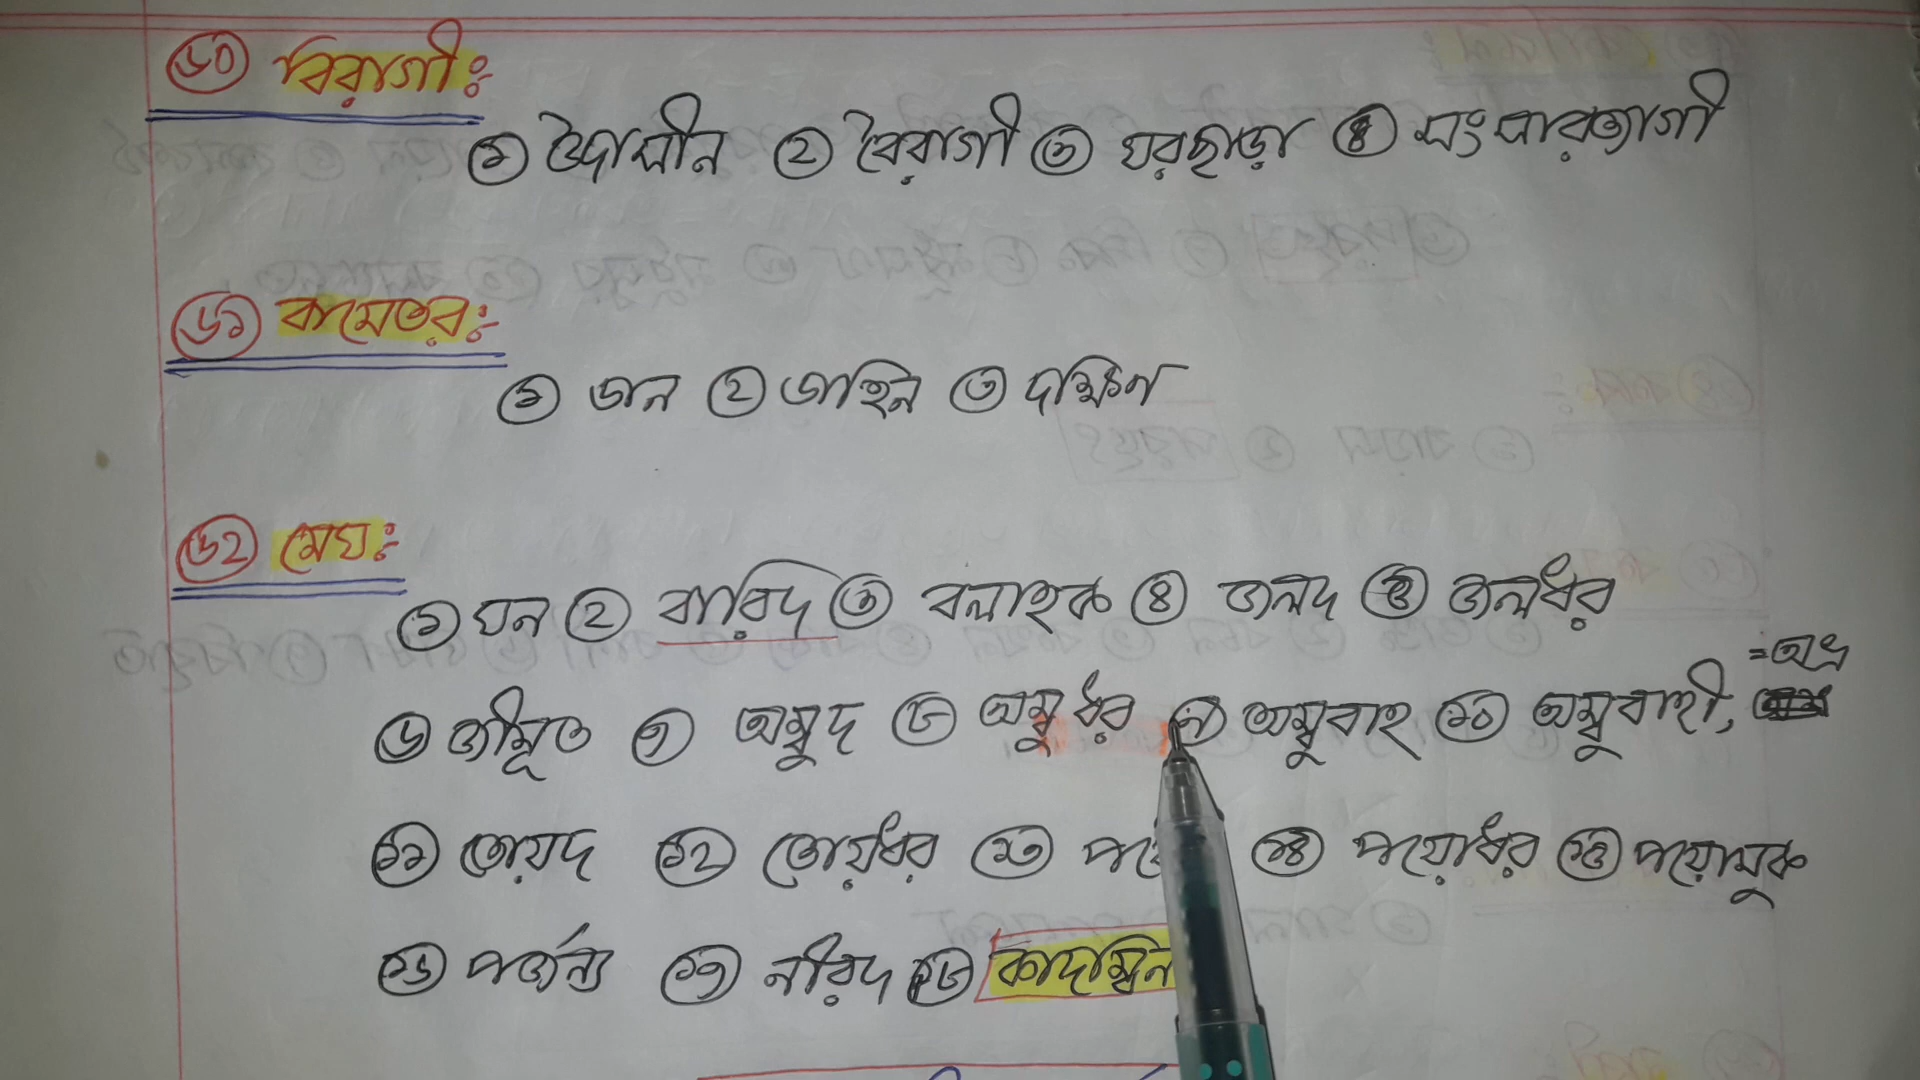 ৬০ বিরাগী:-
১ উদাসীন ২ বৈরাগী ৩ ঘরছাড়া ৪ সংসারত্যাগী
৬১ বামেতর:-
১ ডান ২ ডাহিন ৩ দক্ষিণ
৬২ মেঘ:-
১ ঘন ২ বারিদ ৩ বলাহক ৪ জলদ ৫ জলধর
=অভ্র
৬ জীমূত ৭ অম্বুদ ৮ অম্বুধর ৯ অম্বুবাহ ১০ অম্বুবাহী,
১১ তোয়দ ১২ তোয়ধর ১৩ ১৪ পয়োধর ১৫ পয়োমুক
১৬ পর্জন্য ১৭ নীরদ ১৮ কাদম্বিন